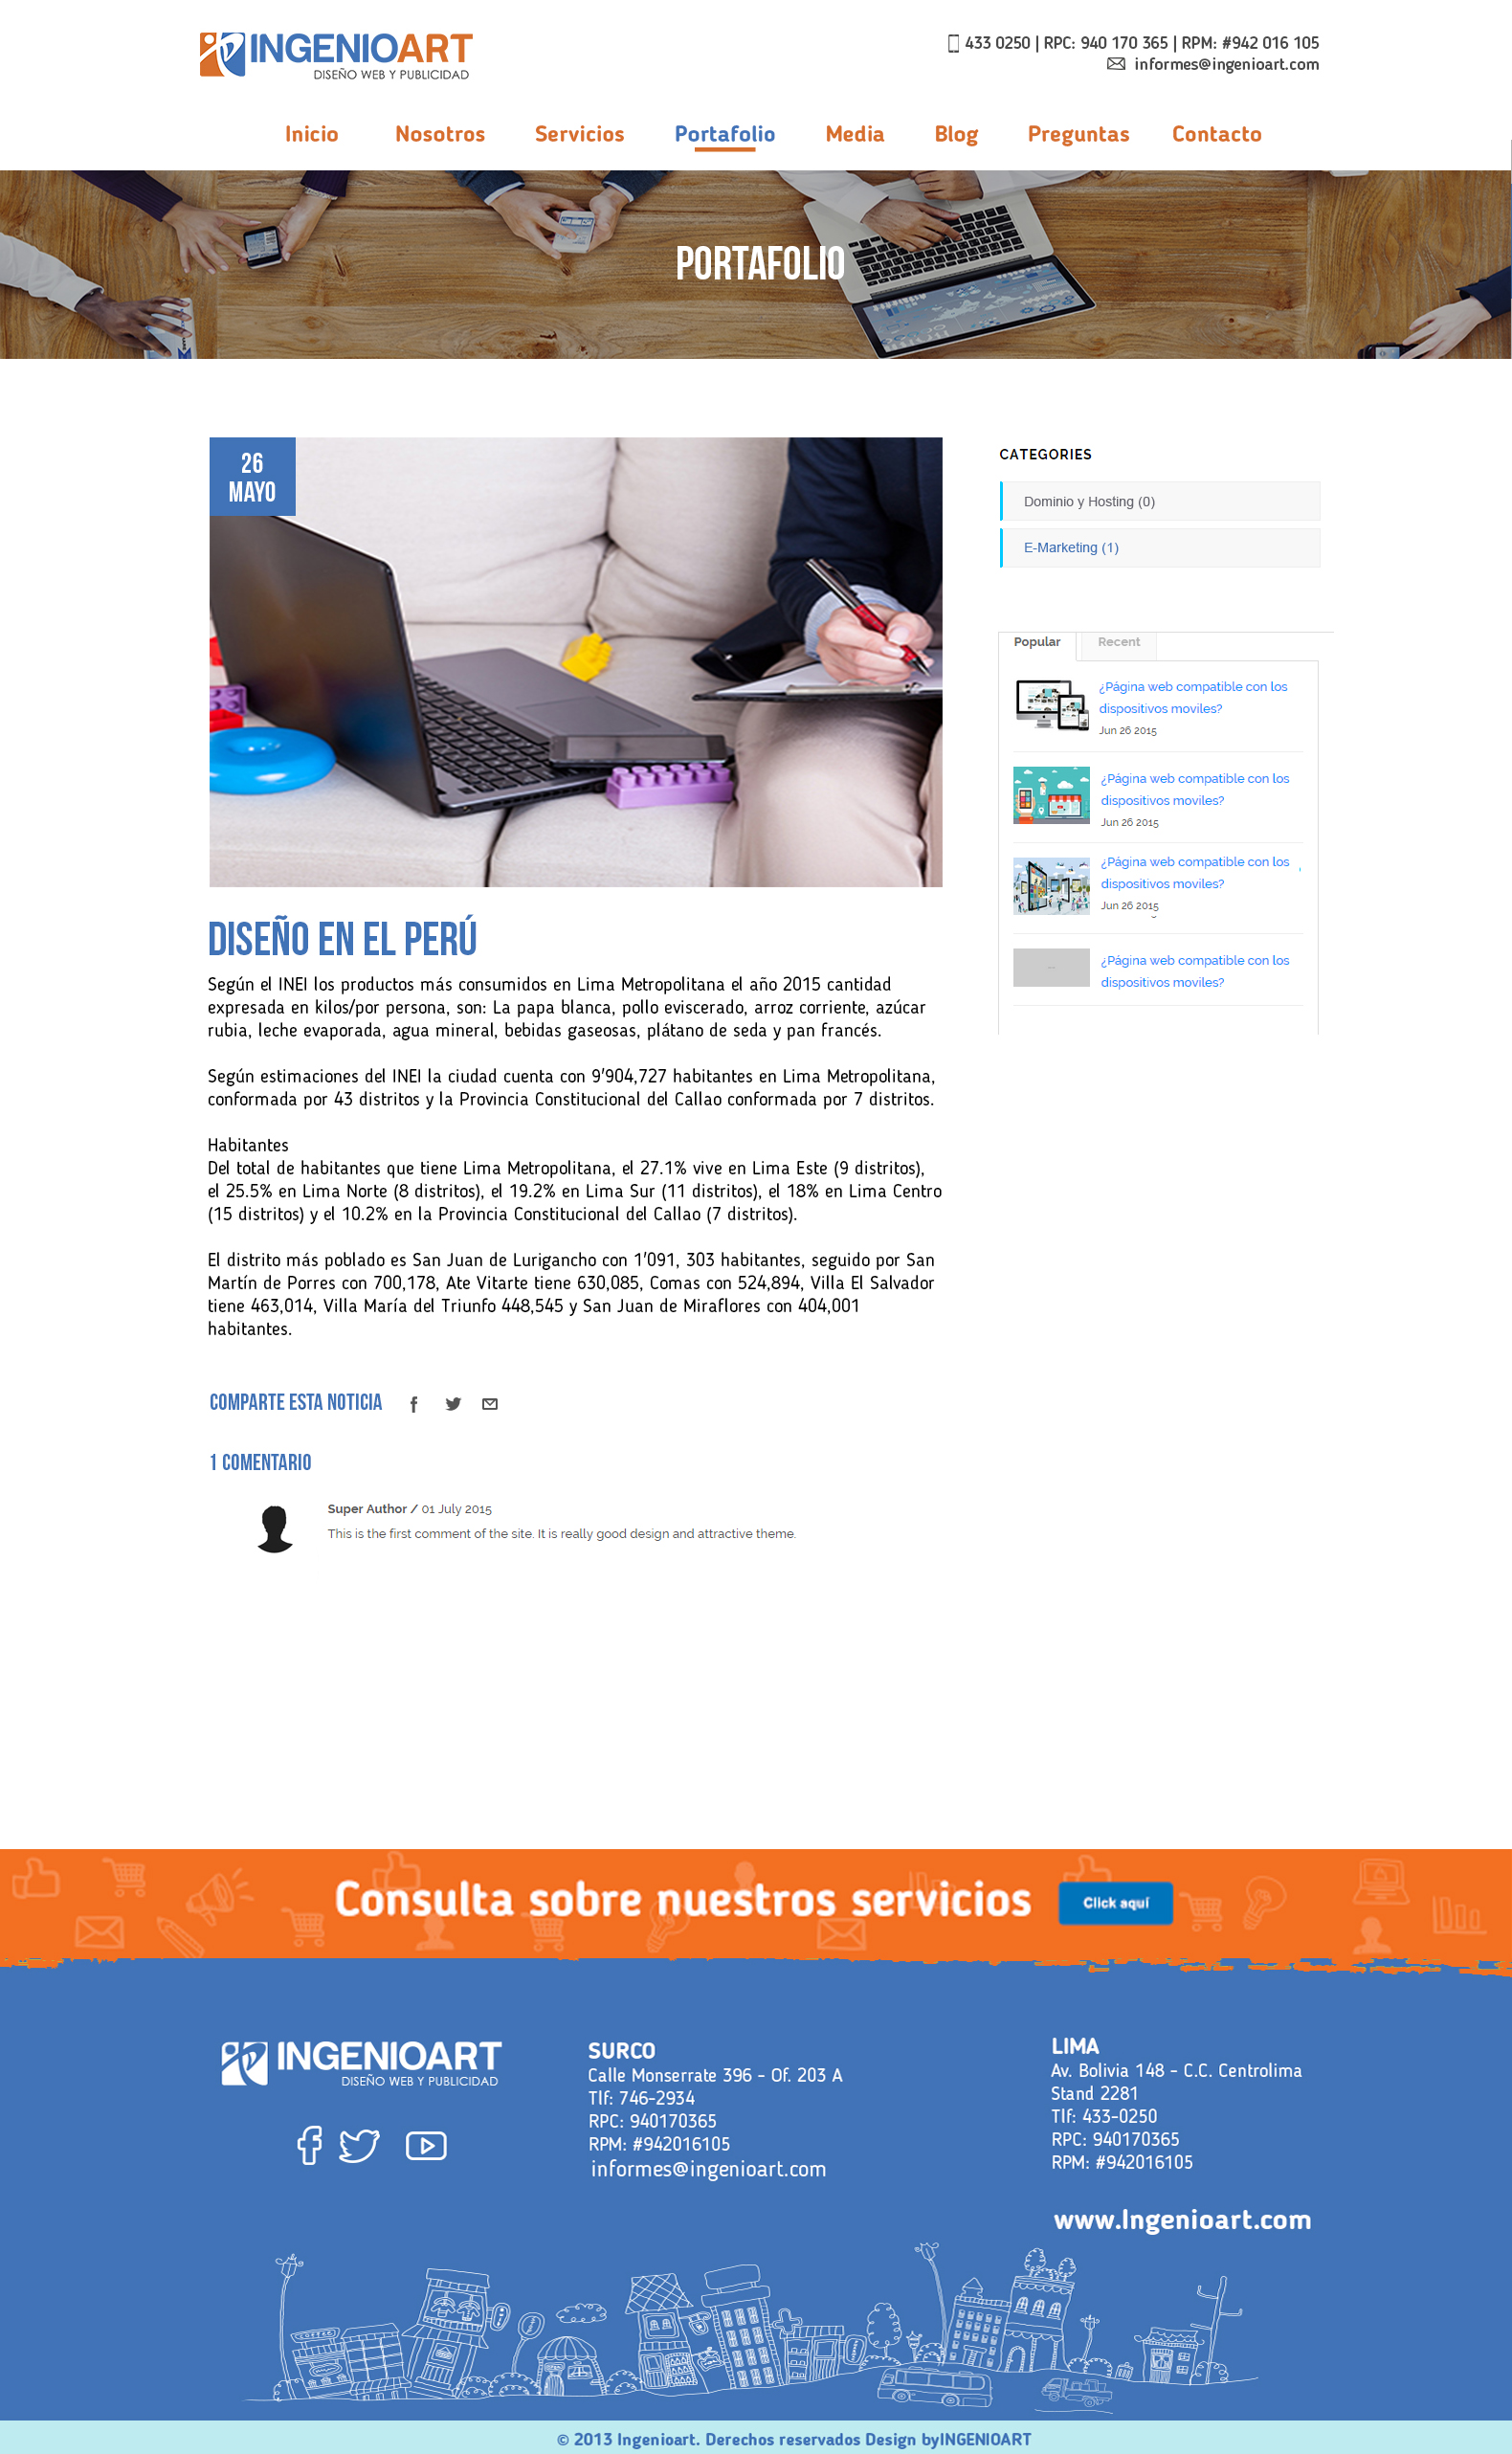 INGENIOART
DISEÑO WEB Y PUBLICIDAD
433 0250 | RPC: 940 170 365 | RPM: #942 016 105
informes@ingenioart.com
Inicio Nosotros Servicios Portafolio Media Blog Preguntas Contacto
PORTAFOLIO
26
MAYO
CATEGORIES
Dominio y Hosting (0)
E-Marketing (1)
Popular Recent
¿Página web compatible con los
dispositivos moviles?
Jun 26 2015
¿Página web compatible con los
dispositivos moviles?
Jun 26 2015
¿Página web compatible con los
dispositivos moviles?
Jun 26 2015
¿Página web compatible con los
dispositivos moviles?
DISEÑO EN EL PERÚ
Según el INEI los productos más consumidos en Lima Metropolitana el año 2015 cantidad
expresada en kilos/por persona, son: La papa blanca, pollo eviscerado, arroz corriente, azúcar
rubia, leche evaporada, agua mineral, bebidas gaseosas, plátano de seda y pan francés.
Según estimaciones del INEI la ciudad cuenta con 9'904,727 habitantes en Lima Metropolitana,
conformada por 43 distritos y la Provincia Constitucional del Callao conformada por 7 distritos.
Habitantes
Del total de habitantes que tiene Lima Metropolitana, el 27.1% vive en Lima Este (9 distritos),
el 25.5% en Lima Norte (8 distritos), el 19.2% en Lima Sur (11 distritos), el 18% en Lima Centro
(15 distritos) y el 10.2% en la Provincia Constitucional del Callao (7 distritos).
El distrito más poblado es San Juan de Lurigancho con 1'091, 303 habitantes, seguido por San
Martín de Porres con 700,178, Ate Vitarte tiene 630,085, Comas con 524,894, Villa El Salvador
tiene 463,014, Villa María del Triunfo 448,545 y San Juan de Miraflores con 404,001
habitantes.
COMPARTE ESTA NOTICIA
1 COMENTARIO
Super Author / 01 July 2015
This is the first comment of the site. It is really good design and attractive theme.
Consulta sobre nuestros servicios
Click aquí
INGENIOART
DISEÑO WEB Y PUBLICIDAD
SURCO
Calle Monserrate 396 - Of. 203 A
Tlf: 746-2934
RPC: 940170365
RPM: #942016105
informes@ingenioart.com
LIMA
Av. Bolivia 148 - C.C. Centrolima
Stand 2281
Tlf: 433-0250
RPC: 940170365
RPM: #942016105
www.Ingenioart.com
© 2013 Ingenioart. Derechos reservados Design byINGENIOART